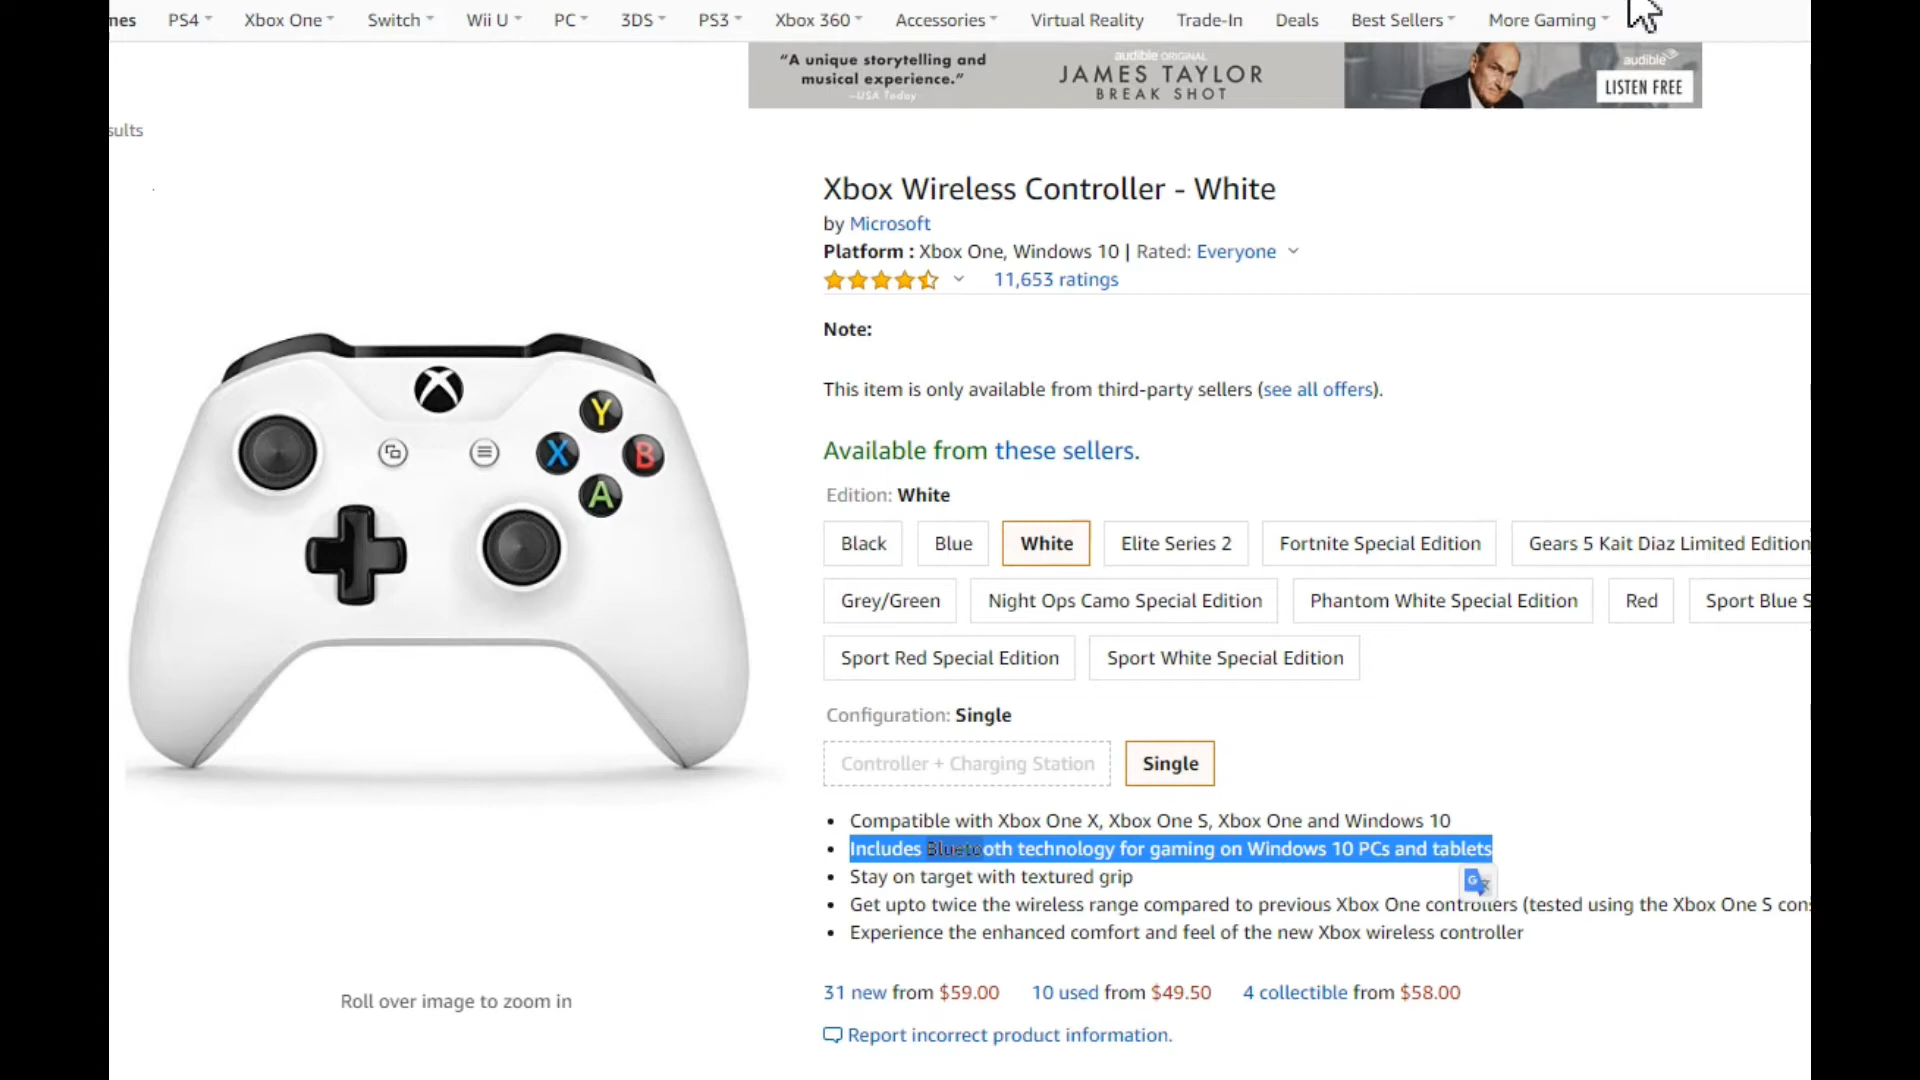 mes PS4 Xbox One Switch Wii U PC 3DS PS3 Xbox 360 Accessories Virtual Reality Trade-In Deals Best Sellers More Gaming
“A unique storytelling and
musical experience.”
—USA Today
audible ORIGINAL
JAMES TAYLOR
BREAK SHOT
audible
LISTEN FREE
sults
Xbox Wireless Controller - White
by Microsoft
Platform : Xbox One, Windows 10 | Rated: Everyone
11,653 ratings
Note:
This item is only available from third-party sellers (see all offers).
Available from these sellers.
Edition: White
Black Blue White Elite Series 2 Fortnite Special Edition Gears 5 Kait Diaz Limited Edition
Grey/Green Night Ops Camo Special Edition Phantom White Special Edition Red Sport Blue S
Sport Red Special Edition Sport White Special Edition
Configuration: Single
Controller + Charging Station Single
Compatible with Xbox One X, Xbox One S, Xbox One and Windows 10
Includes Bluetooth technology for gaming on Windows 10 PCs and tablets
Stay on target with textured grip
Get upto twice the wireless range compared to previous Xbox One controllers (tested using the Xbox One S con
Experience the enhanced comfort and feel of the new Xbox wireless controller
31 new from $59.00 10 used from $49.50 4 collectible from $58.00
Report incorrect product information.
Y
X
B
A
Roll over image to zoom in